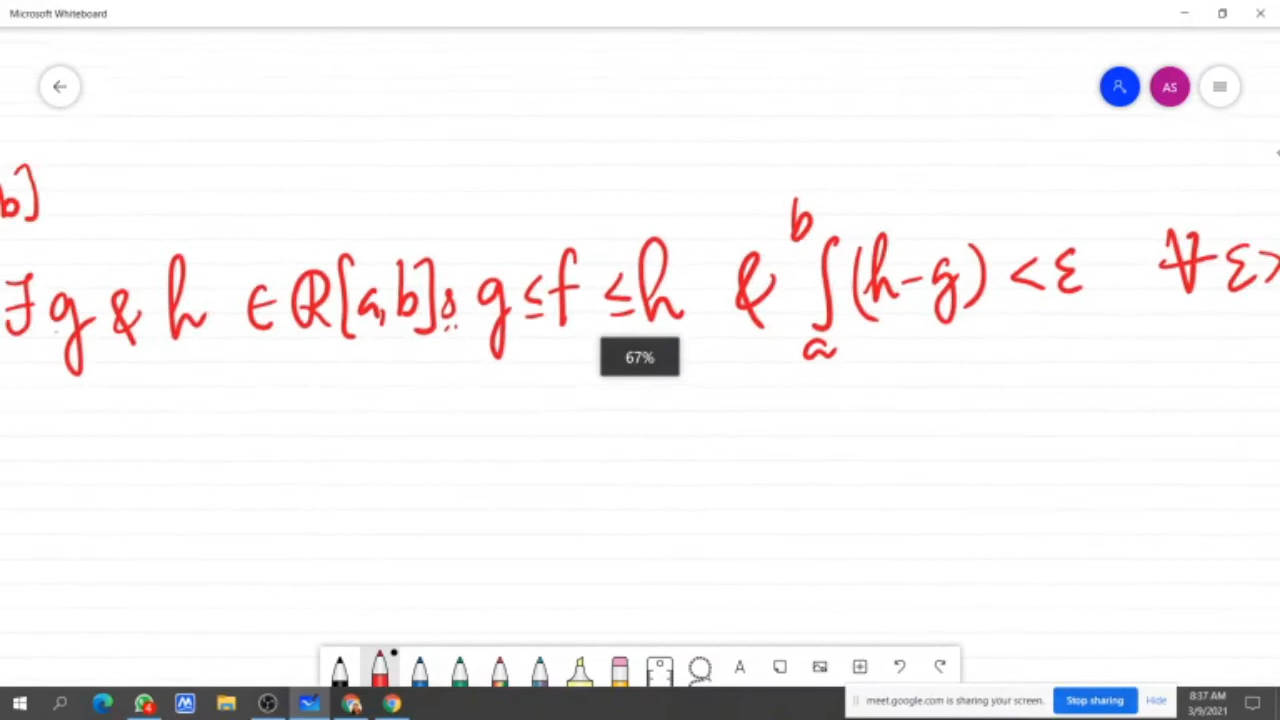 Microsoft Whiteboard
AS
b]
∃ g & h ∈ R[a,b] ⸫ g ≤ f ≤ h & ∫_a^b (h-g) < ε ∀ ε >
67%
A
meet.google.com is sharing your screen.
Stop sharing
Hide
8:37 AM
3/9/2021